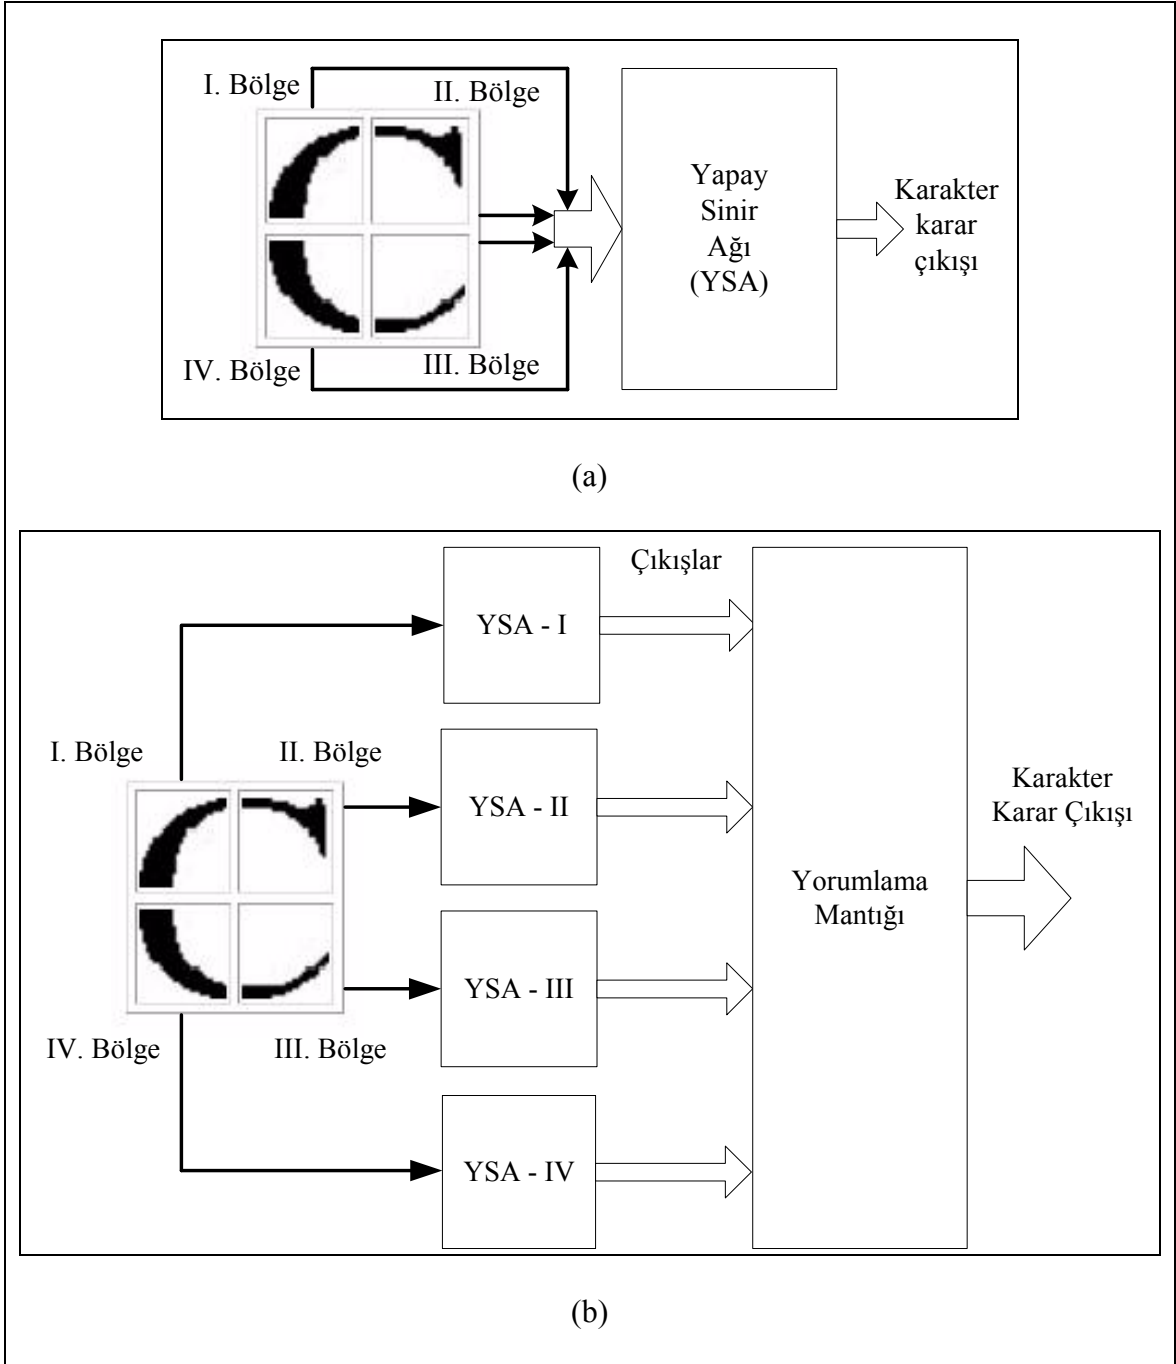 I. Bölge
II. Bölge
IV. Bölge
III. Bölge
Yapay
Sinir
Ağı
(YSA)
Karakter
karar
çıkışı
(a)
Çıkışlar
YSA - I
I. Bölge
II. Bölge
YSA - II
YSA - III
IV. Bölge
III. Bölge
YSA - IV
Yorumlama
Mantığı
Karakter
Karar Çıkışı
(b)